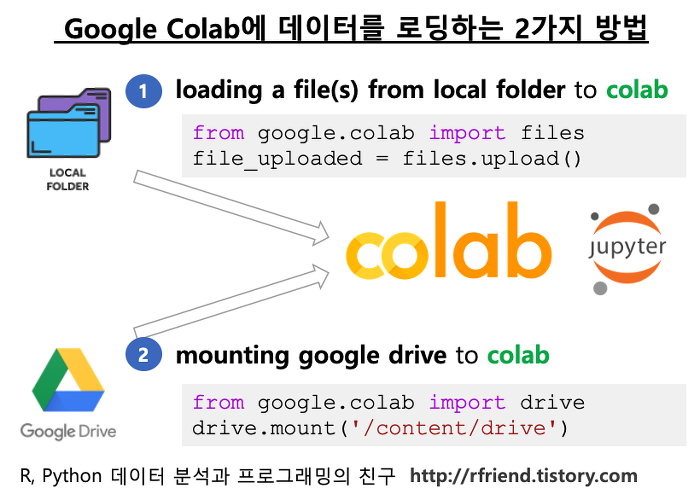 Google Colab에 데이터를 로딩하는 2가지 방법
1 loading a file(s) from local folder to colab
from google.colab import files
file_uploaded = files.upload()
LOCAL
FOLDER
colab
jupyter
2 mounting google drive to colab
from google.colab import drive
drive.mount('/content/drive')
Google Drive
R, Python 데이터 분석과 프로그래밍의 친구 http://rfriend.tistory.com